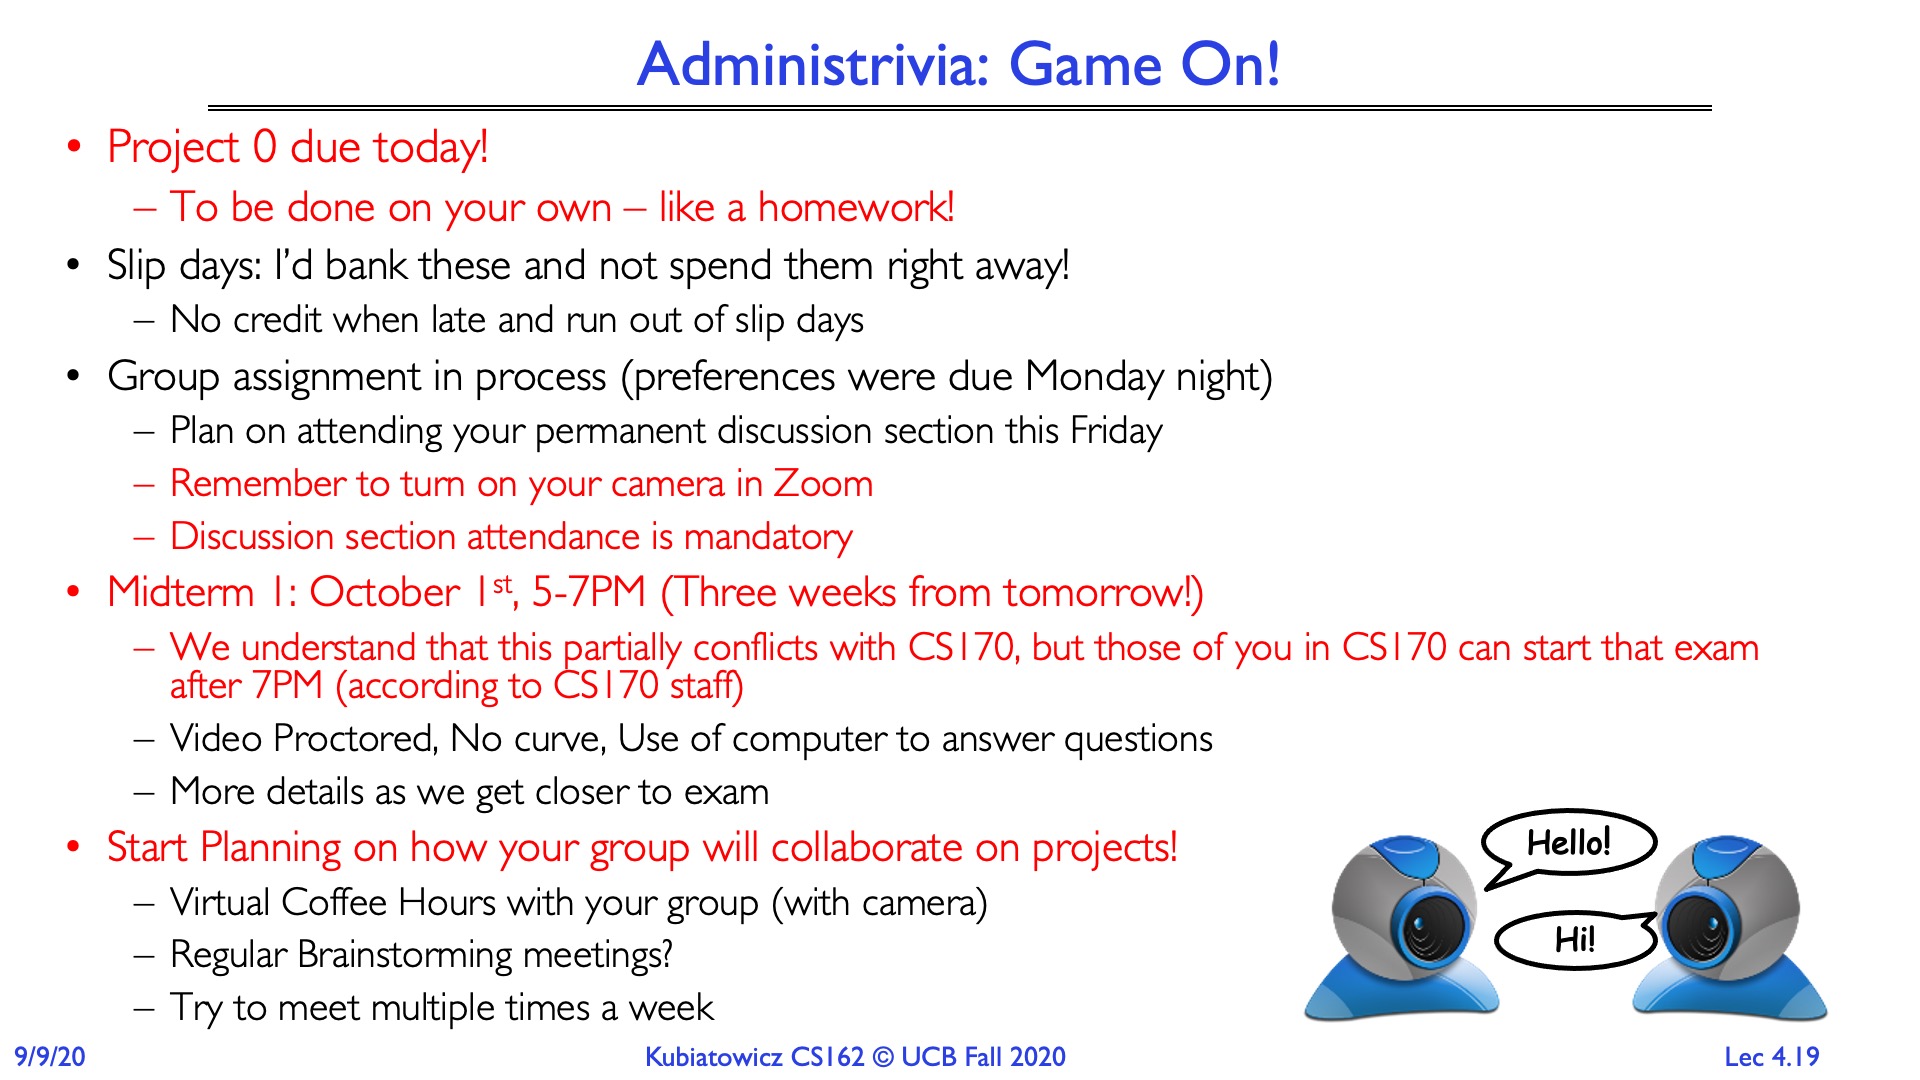 Administrivia: Game On!
• Project 0 due today!
– To be done on your own – like a homework!
• Slip days: I’d bank these and not spend them right away!
– No credit when late and run out of slip days
• Group assignment in process (preferences were due Monday night)
– Plan on attending your permanent discussion section this Friday
– Remember to turn on your camera in Zoom
– Discussion section attendance is mandatory
• Midterm 1: October 1st, 5-7PM (Three weeks from tomorrow!)
– We understand that this partially conflicts with CS170, but those of you in CS170 can start that exam
after 7PM (according to CS170 staff)
– Video Proctored, No curve, Use of computer to answer questions
– More details as we get closer to exam
• Start Planning on how your group will collaborate on projects!
– Virtual Coffee Hours with your group (with camera)
– Regular Brainstorming meetings?
– Try to meet multiple times a week
Hello!
Hi!
9/9/20
Kubiatowicz CS162 © UCB Fall 2020
Lec 4.19